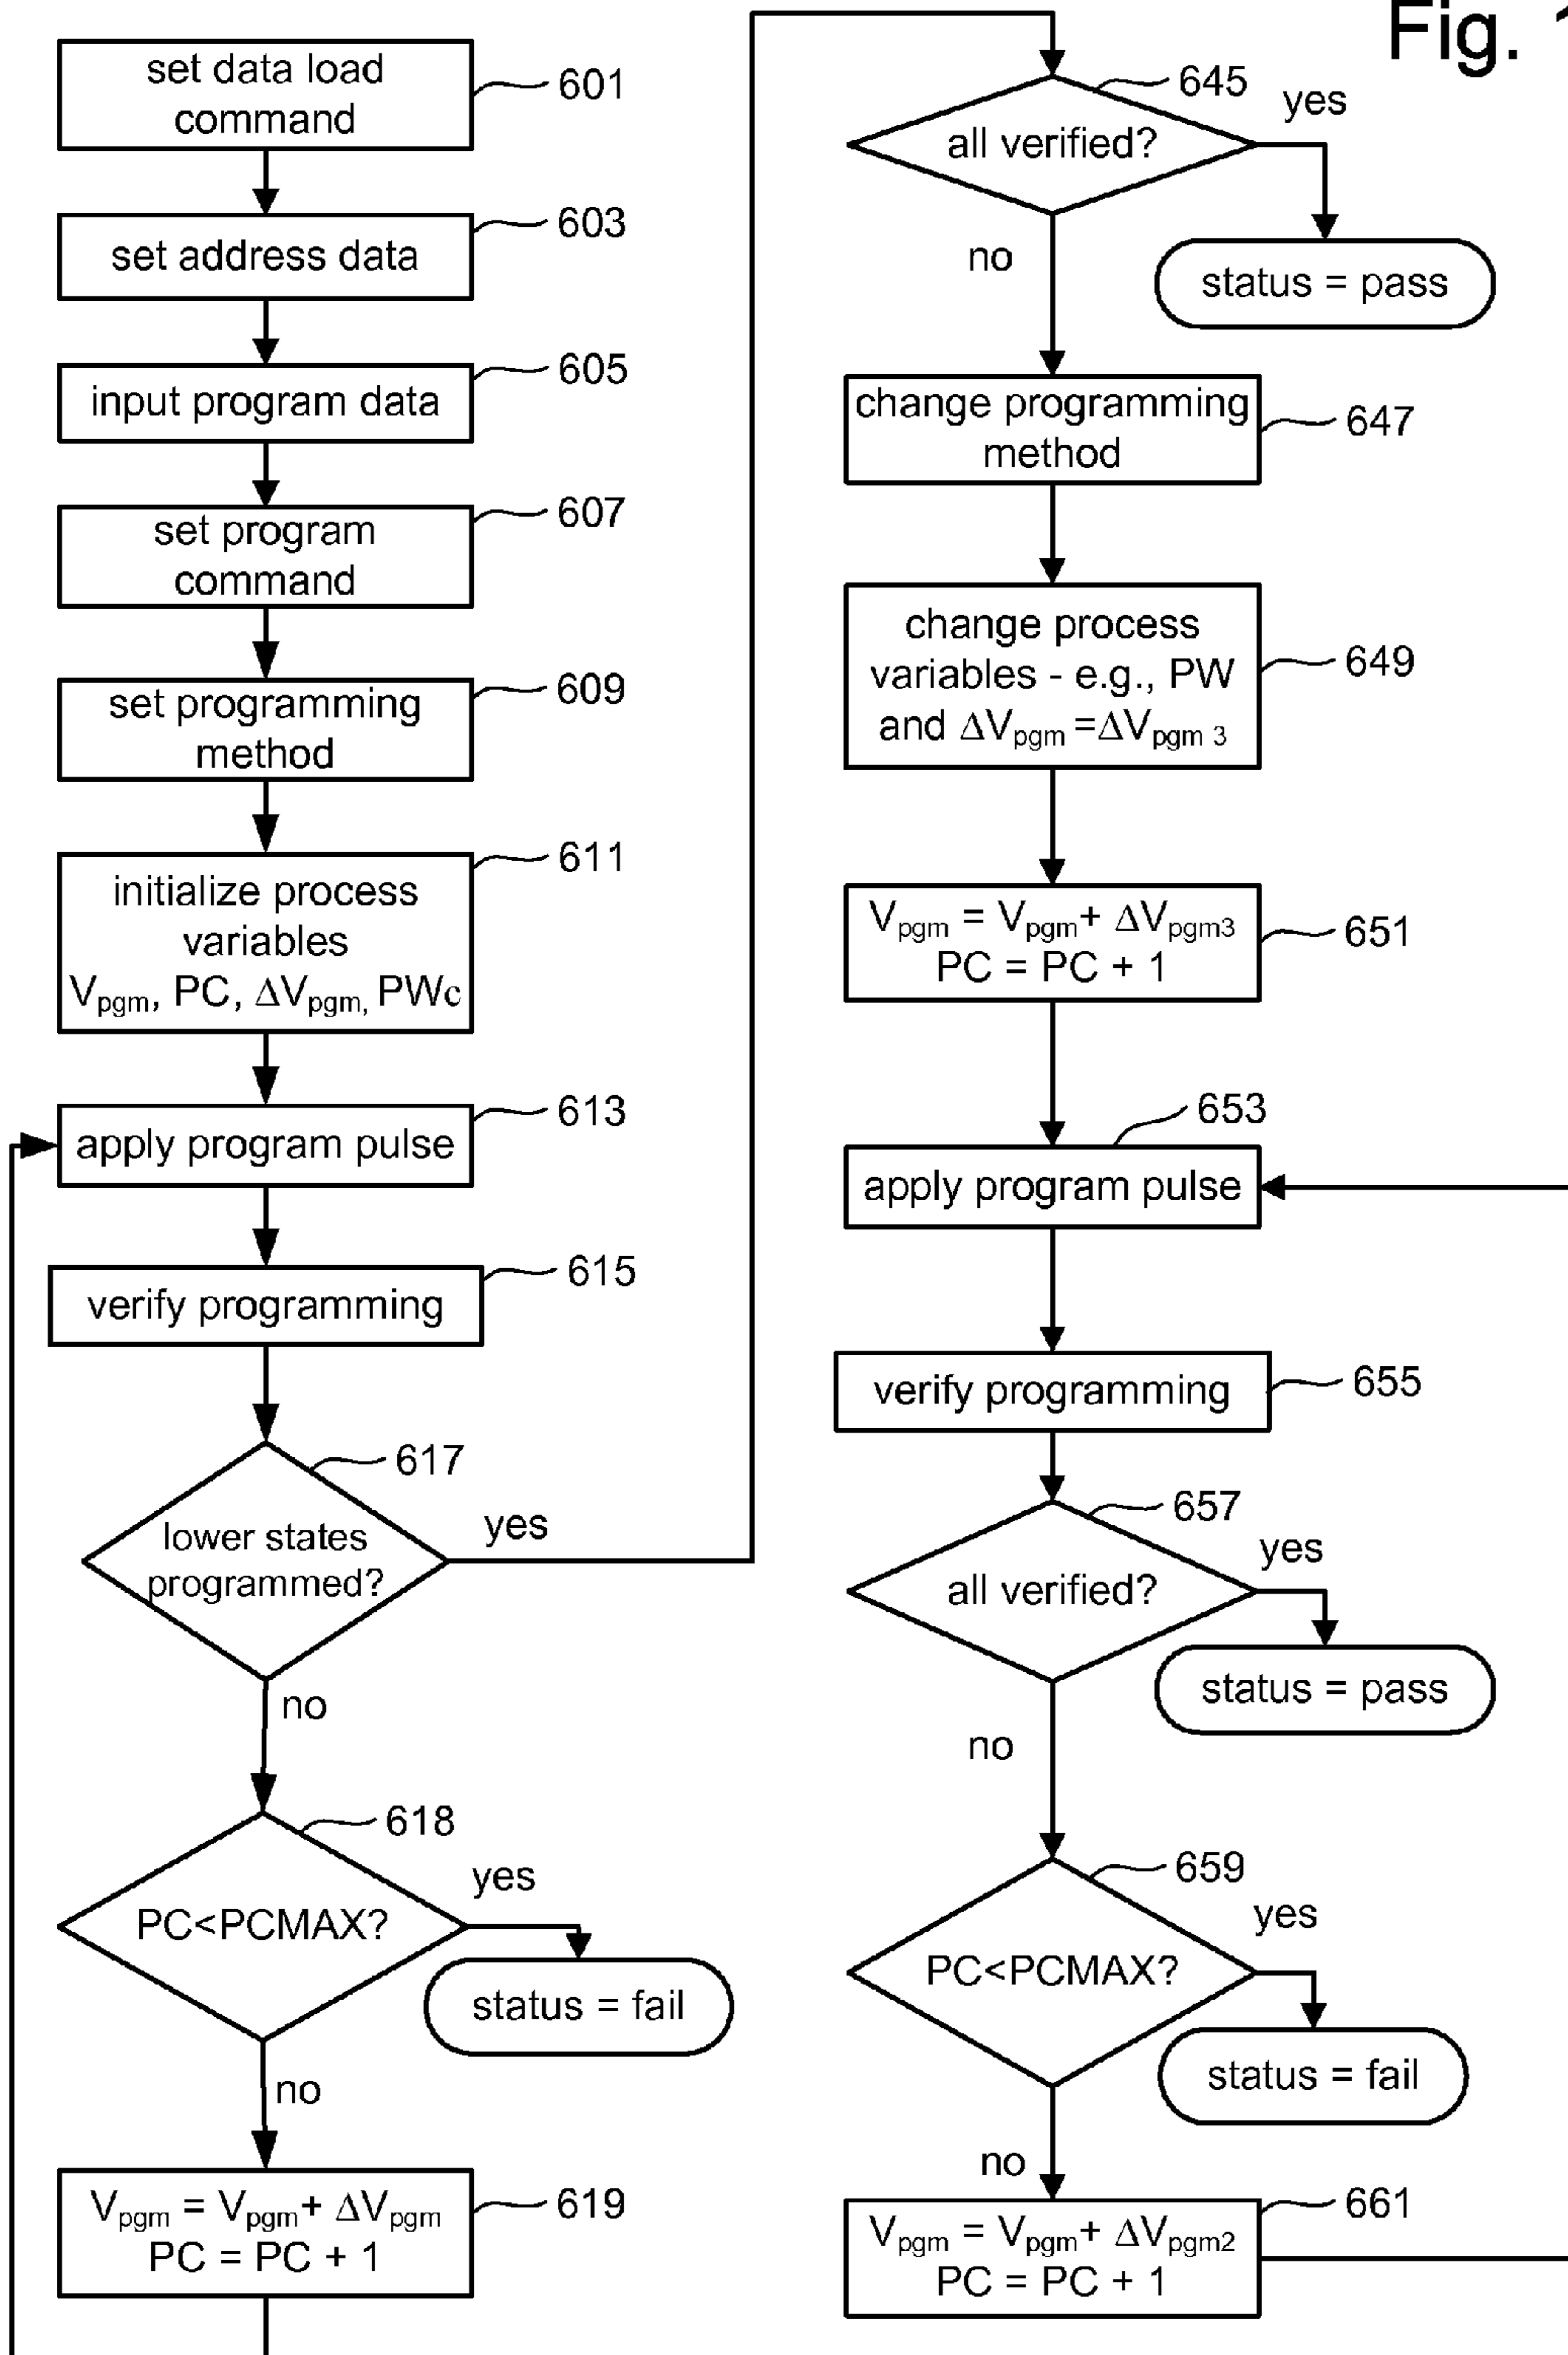 Fig. 1
set data load
command
601
set address data
603
input program data
605
set program
command
607
set programming
method
609
initialize process
variables
Vpgm, PC, ΔVpgm, PWc
611
apply program pulse
613
verify programming
615
lower states
programmed?
617
yes
no
PC<PCMAX?
618
yes
status = fail
no
Vpgm = Vpgm+ ΔVpgm
PC = PC + 1
619
all verified?
645
yes
status = pass
no
change programming
method
647
change process
variables - e.g., PW
and ΔVpgm =ΔVpgm 3
649
Vpgm = Vpgm+ ΔVpgm3
PC = PC + 1
651
apply program pulse
653
verify programming
655
all verified?
657
yes
status = pass
no
PC<PCMAX?
659
yes
status = fail
no
Vpgm = Vpgm+ ΔVpgm2
PC = PC + 1
661